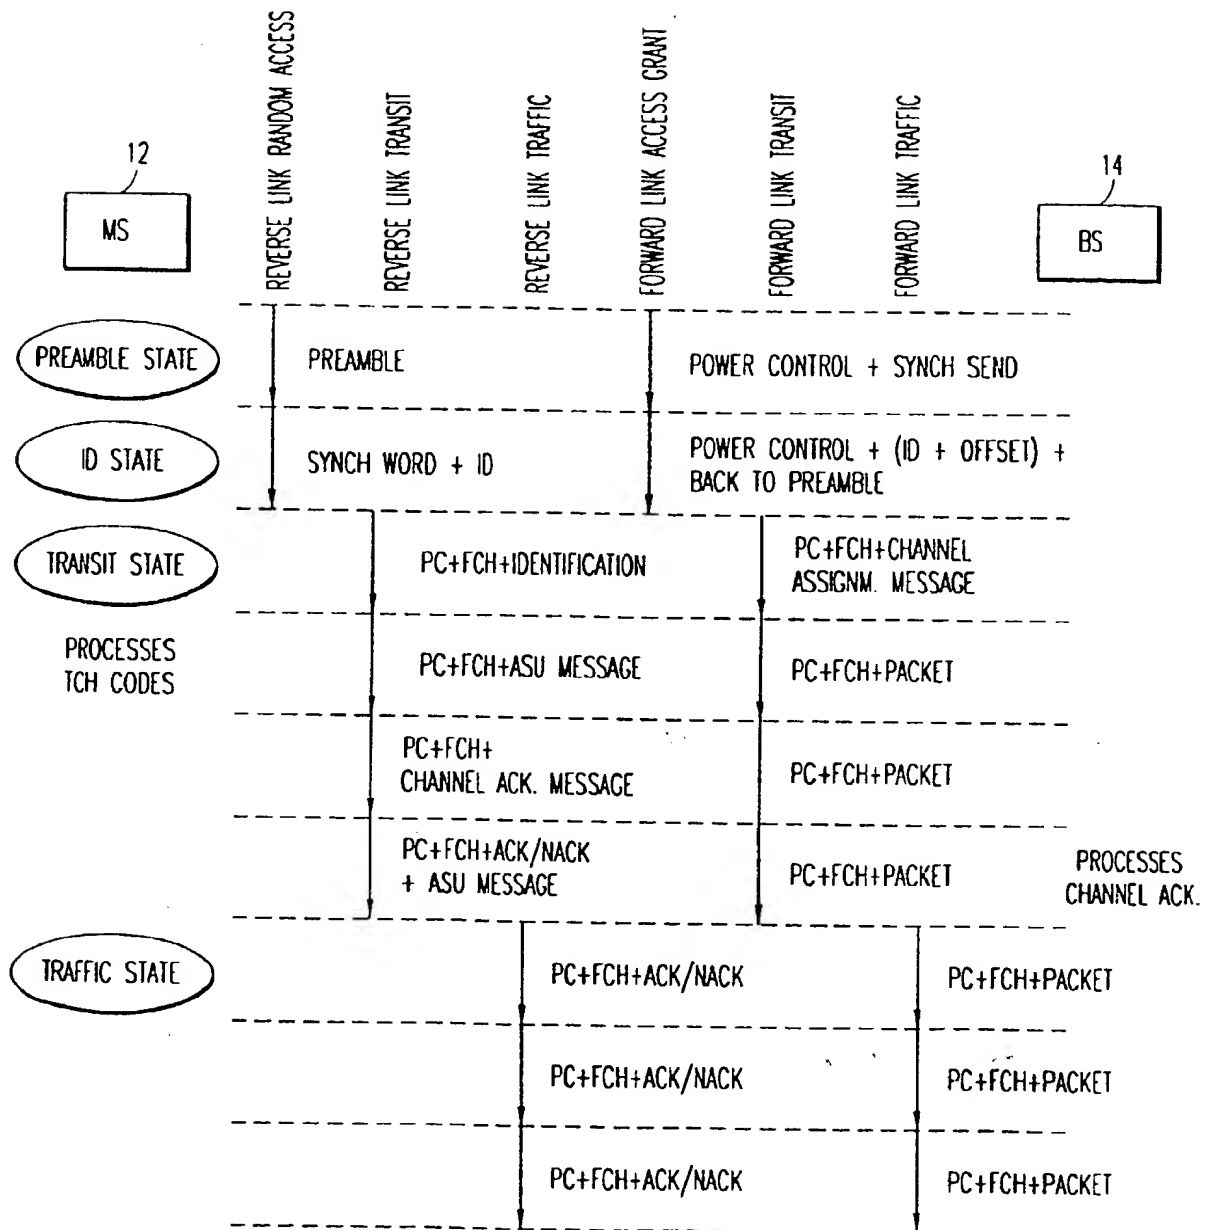 REVERSE LINK RANDOM ACCESS
REVERSE LINK TRANSIT
REVERSE LINK TRAFFIC
FORWARD LINK ACCESS GRANT
FORWARD LINK TRANSIT
FORWARD LINK TRAFFIC
12
MS
14
BS
PREAMBLE STATE
PREAMBLE
POWER CONTROL + SYNCH SEND
ID STATE
SYNCH WORD + ID
POWER CONTROL + (ID + OFFSET) +
BACK TO PREAMBLE
TRANSIT STATE
PC+FCH+IDENTIFICATION
PC+FCH+CHANNEL
ASSIGNM. MESSAGE
PROCESSES
TCH CODES
PC+FCH+ASU MESSAGE
PC+FCH+PACKET
PC+FCH+
CHANNEL ACK. MESSAGE
PC+FCH+PACKET
PC+FCH+ACK/NACK
+ ASU MESSAGE
PC+FCH+PACKET
PROCESSES
CHANNEL ACK.
TRAFFIC STATE
PC+FCH+ACK/NACK
PC+FCH+PACKET
PC+FCH+ACK/NACK
PC+FCH+PACKET
PC+FCH+ACK/NACK
PC+FCH+PACKET